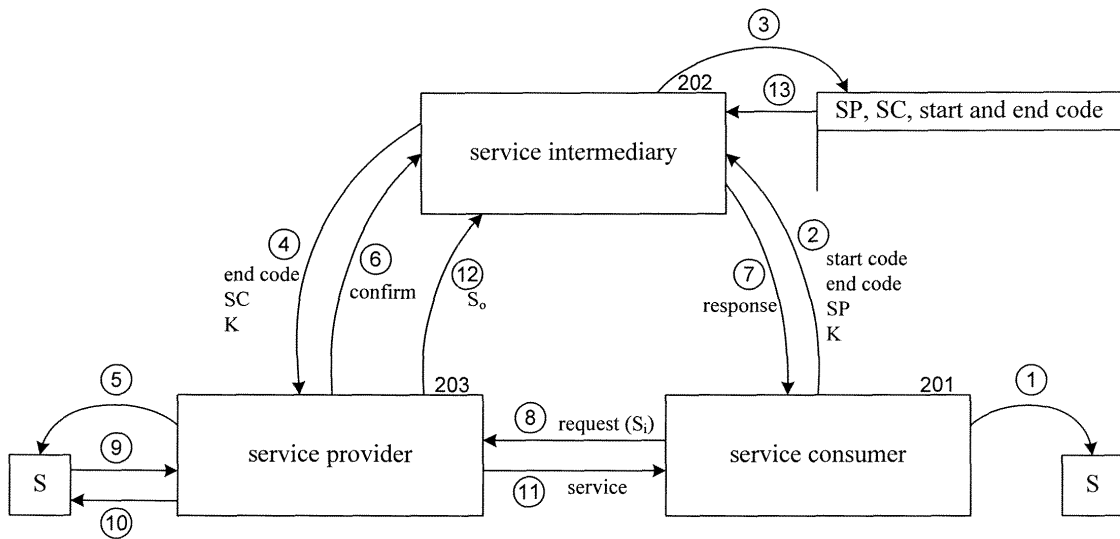 3
202
13
SP, SC, start and end code
service intermediary
4
end code
SC
K
6
confirm
12
Sₒ
7
response
2
start code
end code
SP
K
5
203
201
1
8 request (Sᵢ)
9
S
service provider
service consumer
S
10
11 service